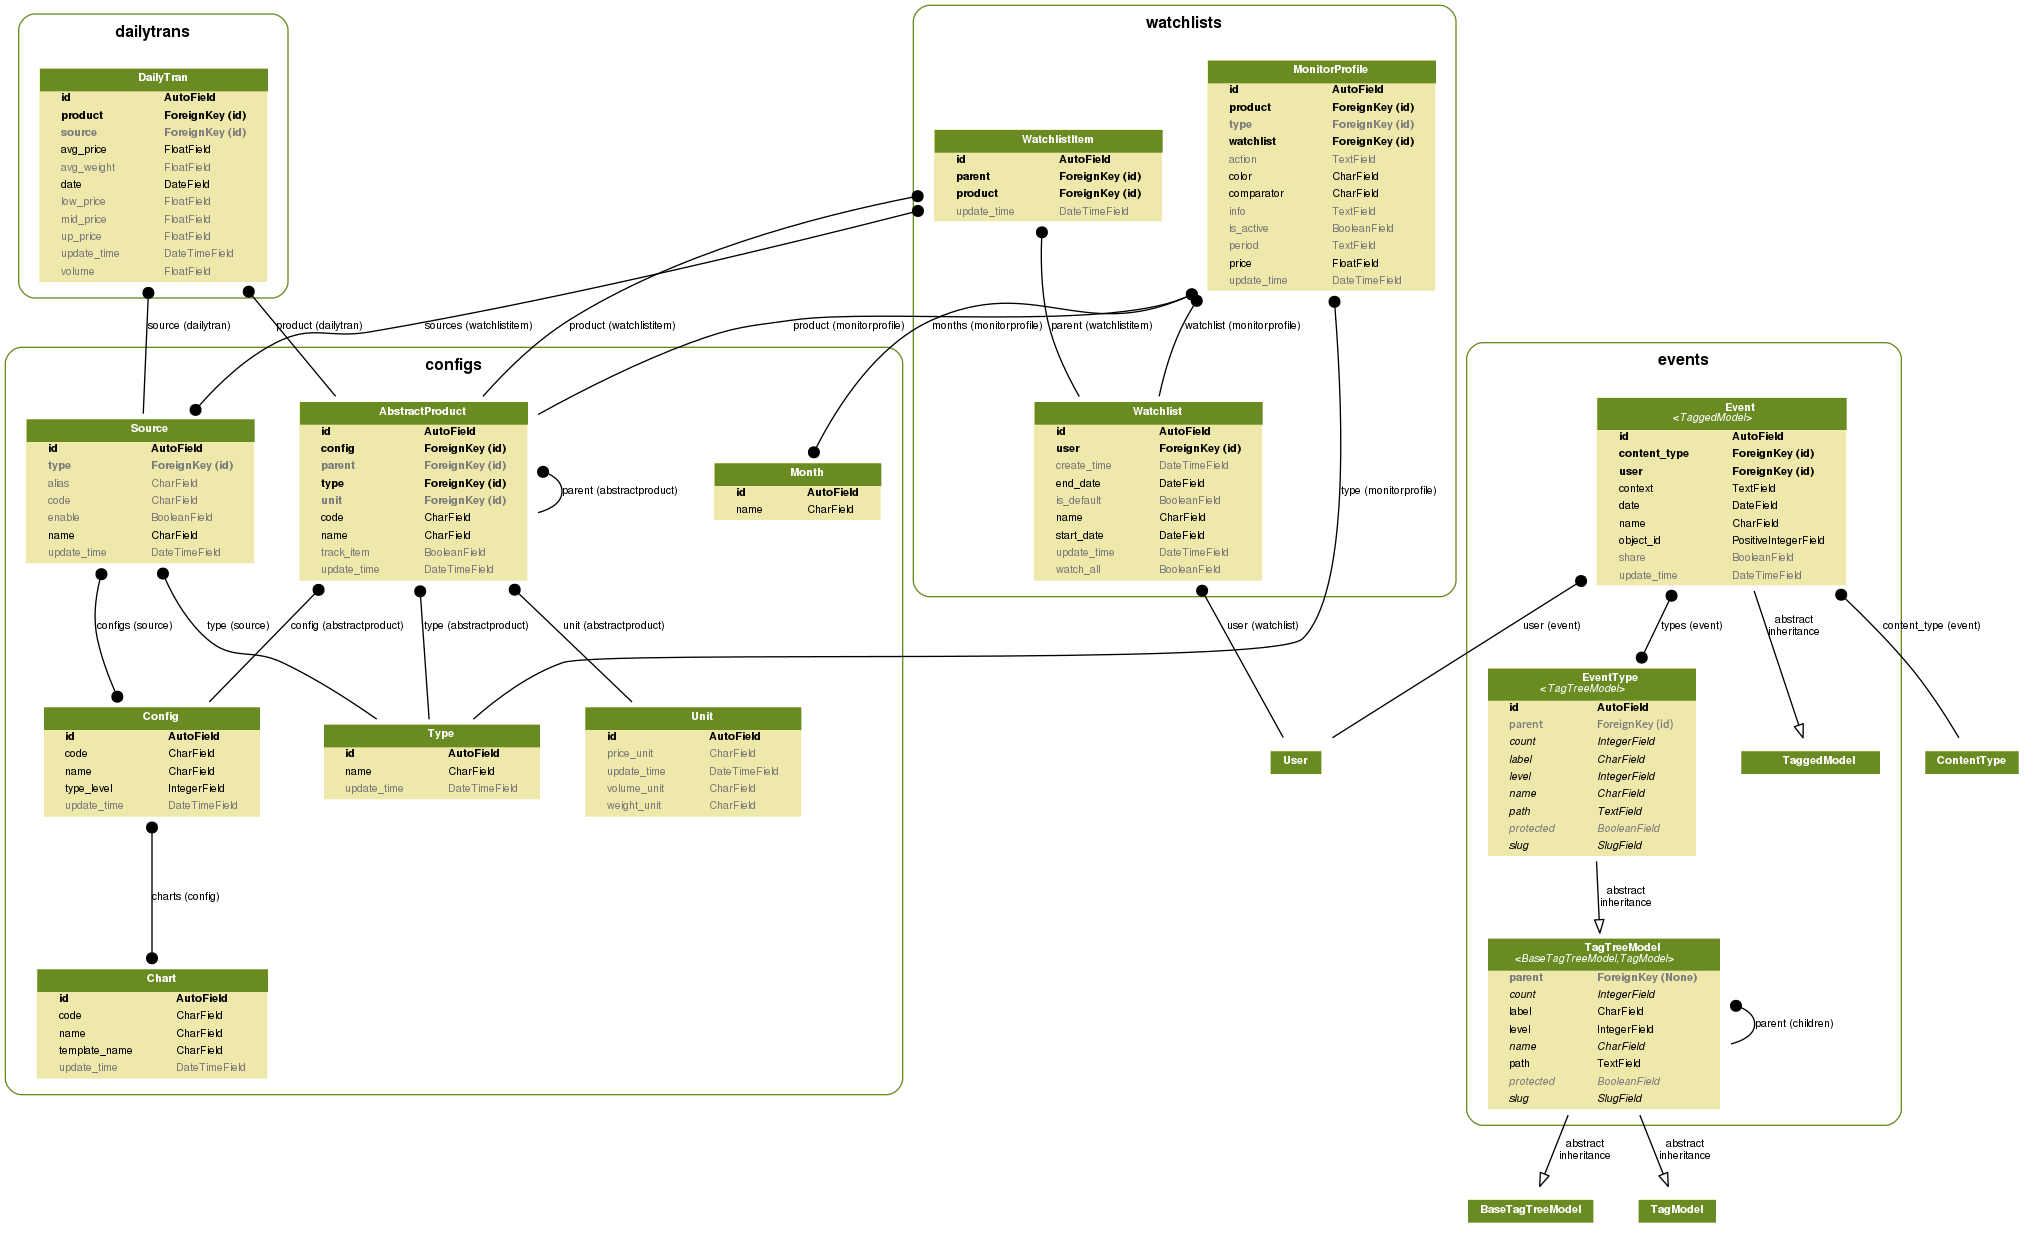 dailytrans
DailyTran
id AutoField
product ForeignKey (id)
source ForeignKey (id)
avg_price FloatField
avg_weight FloatField
date DateField
low_price FloatField
mid_price FloatField
up_price FloatField
update_time DateTimeField
volume FloatField
watchlists
MonitorProfile
id AutoField
product ForeignKey (id)
type ForeignKey (id)
watchlist ForeignKey (id)
action TextField
color CharField
comparator CharField
info TextField
is_active BooleanField
period TextField
price FloatField
update_time DateTimeField
WatchlistItem
id AutoField
parent ForeignKey (id)
product ForeignKey (id)
update_time DateTimeField
source (dailytran)
product (dailytran)
sources (watchlistitem)
product (watchlistitem)
product (monitorprofile)
months (monitorprofile)
parent (watchlistitem)
watchlist (monitorprofile)
configs
Source
id AutoField
type ForeignKey (id)
alias CharField
code CharField
enable BooleanField
name CharField
update_time DateTimeField
AbstractProduct
id AutoField
config ForeignKey (id)
parent ForeignKey (id)
type ForeignKey (id)
unit ForeignKey (id)
code CharField
name CharField
track_item BooleanField
update_time DateTimeField
parent (abstractproduct)
Month
id AutoField
name CharField
Watchlist
id AutoField
user ForeignKey (id)
create_time DateTimeField
end_date DateField
is_default BooleanField
name CharField
start_date DateField
update_time DateTimeField
watch_all BooleanField
type (monitorprofile)
events
Event
<TaggedModel>
id AutoField
content_type ForeignKey (id)
user ForeignKey (id)
context TextField
date DateField
name CharField
object_id PositiveIntegerField
share BooleanField
update_time DateTimeField
configs (source)
type (source)
config (abstractproduct)
type (abstractproduct)
unit (abstractproduct)
user (watchlist)
user (event)
types (event)
abstract
inheritance
content_type (event)
Config
id AutoField
code CharField
name CharField
type_level IntegerField
update_time DateTimeField
Type
id AutoField
name CharField
update_time DateTimeField
Unit
id AutoField
price_unit CharField
update_time DateTimeField
volume_unit CharField
weight_unit CharField
User
EventType
<TagTreeModel>
id AutoField
parent ForeignKey (id)
count IntegerField
label CharField
level IntegerField
name CharField
path TextField
protected BooleanField
slug SlugField
TaggedModel
ContentType
charts (config)
abstract
inheritance
Chart
id AutoField
code CharField
name CharField
template_name CharField
update_time DateTimeField
TagTreeModel
<BaseTagTreeModel,TagModel>
parent ForeignKey (None)
count IntegerField
label CharField
level IntegerField
name CharField
path TextField
protected BooleanField
slug SlugField
parent (children)
abstract
inheritance
abstract
inheritance
BaseTagTreeModel
TagModel